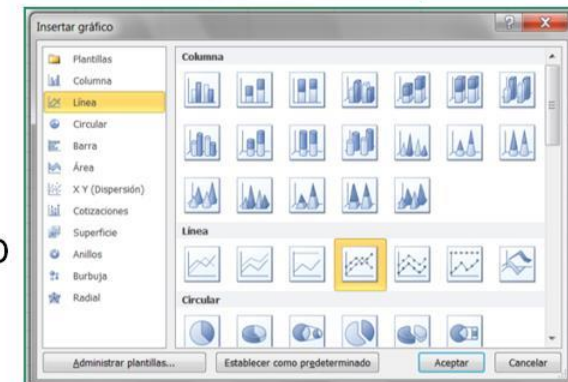 Insertar gráfico
Plantillas
Columna
Línea
Circular
Barra
Área
X Y (Dispersión)
Cotizaciones
Superficie
Anillos
Burbuja
Radial
Columna
Línea
Circular
Administrar plantillas...
Establecer como predeterminado
Aceptar
Cancelar
o